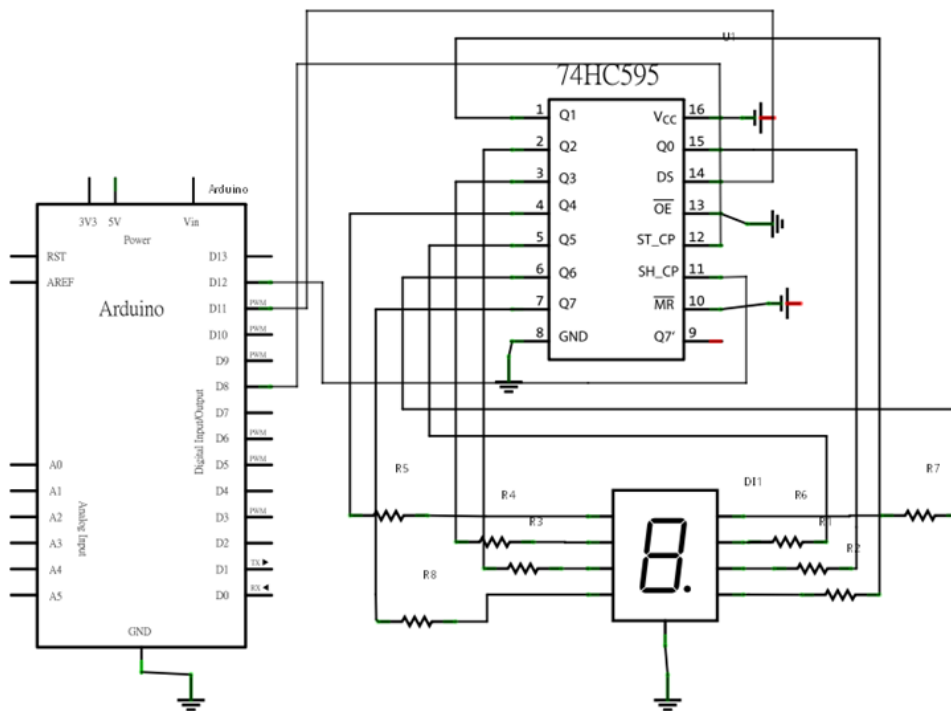 U1
74HC595
1 Q1 VCC 16
2 Q2 Q0 15
3 Q3 DS 14
4 Q4 OE 13
5 Q5 ST_CP 12
6 Q6 SH_CP 11
7 Q7 MR 10
8 GND Q7' 9
Arduino
3V3 5V Vin
Power
RST D13
AREF D12
Arduino
D11 PWM
D10 PWM
D9 PWM
D8
D7
D6 PWM
A0 D5 PWM
A1 D4
A2 D3 PWM
A3 D2
A4 D1 TX ▶
A5 D0 RX ◀
Digital Input/Output
Analog Input
GND
R5
R4
R3
R8
DI1
R6
R1
R2
R7
8.